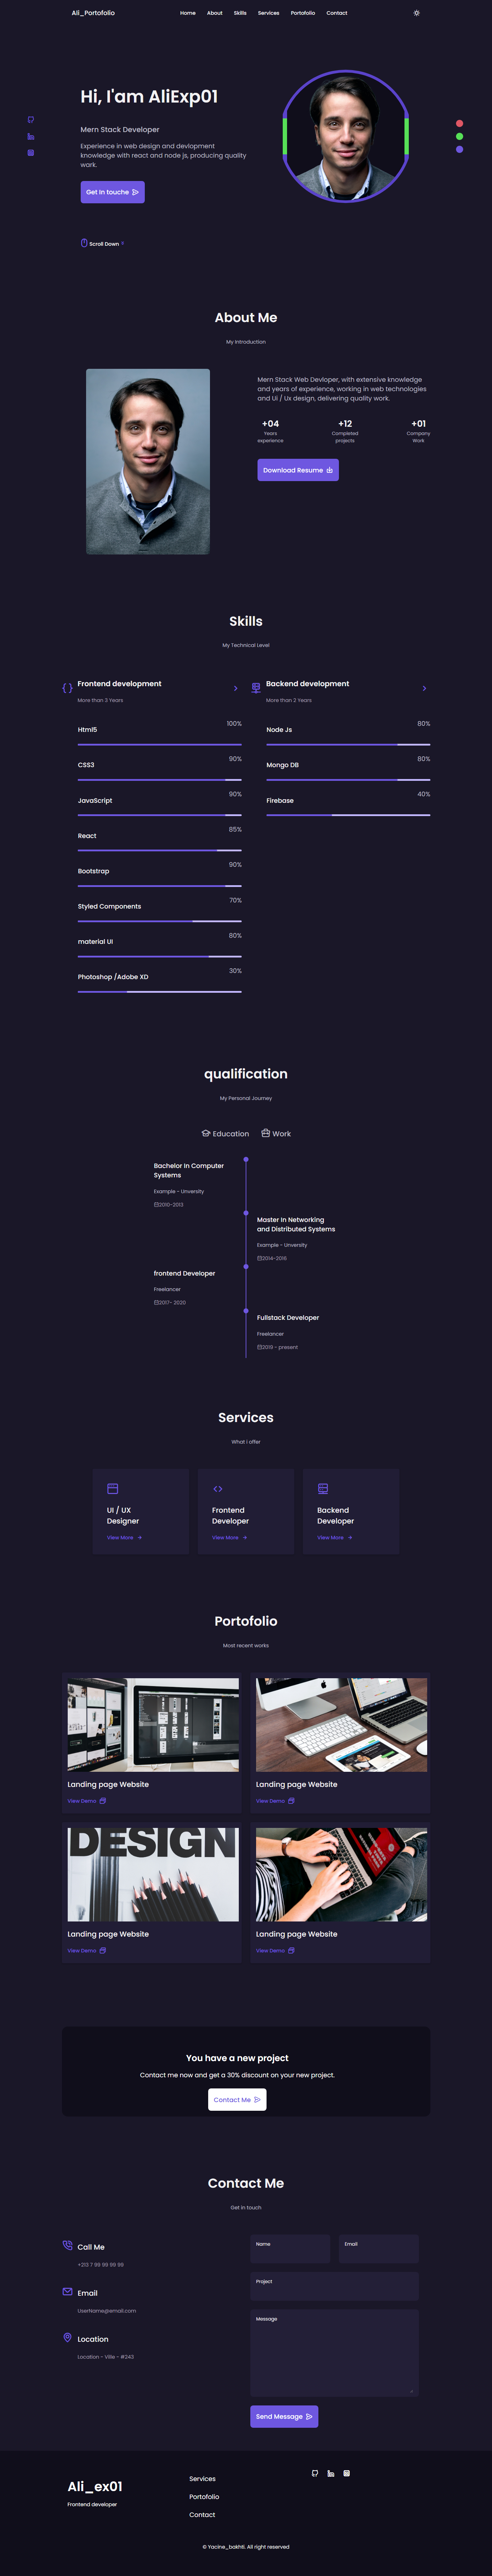 Ali_Portofolio
Home
About
Skills
Services
Portofolio
Contact
Hi, I'am AliExp01
Mern Stack Developer
Experience in web design and devlopment
knowledge with react and node js, producing quality
wark.
Get In touche
Scroll Down
About Me
My Introduction
Mern Stack Web Devloper, with extensive knowledge
and years of experience, working in web technologies
and Ui / Ux design, delivering quality work.
+04
Years
experience
+12
Completed
projects
+01
Company
Work
Download Resume
Skills
My Technical Level
Frontend development
More than 3 Years
Html5
100%
CSS3
90%
JavaScript
90%
React
85%
Bootstrap
90%
Styled Components
70%
material UI
80%
Photoshop /Adobe XD
30%
Backend development
More than 2 Years
Node Js
80%
Mongo DB
80%
Firebase
40%
qualification
My Personal Journey
Education
Work
Bachelor In Computer
Systems
Example - Unversity
2010-2013
Master In Networking
and Distributed Systems
Example - Unversity
2014-2016
frontend Developer
Freelancer
2017- 2020
Fullstack Developer
Freelancer
2019 - present
Services
What i offer
UI / UX
Designer
View More
Frontend
Developer
View More
Backend
Developer
View More
Portofolio
Most recent works
Landing page Website
View Demo
Landing page Website
View Demo
DESIGN
Landing page Website
View Demo
Landing page Website
View Demo
You have a new project
Contact me now and get a 30% discount on your new project.
Contact Me
Contact Me
Get in touch
Call Me
+213 7 99 99 99 99
Email
UserName@email.com
Location
Location - Ville - #243
Name
Email
Project
Message
Send Message
Ali_ex01
Frontend developer
Services
Portofolio
Contact
© Yacine_bakhti. All right reserved